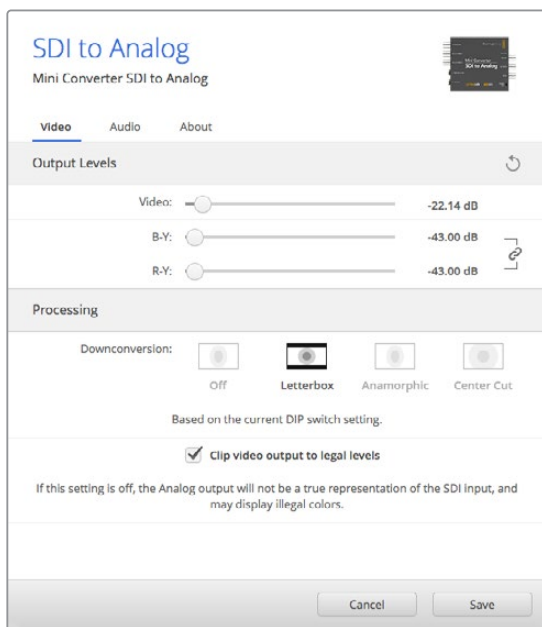 SDI to Analog
Mini Converter SDI to Analog
Video Audio About
Output Levels
Video: -22.14 dB
B-Y: -43.00 dB
R-Y: -43.00 dB
Processing
Downconversion:
Off Letterbox Anamorphic Center Cut
Based on the current DIP switch setting.
Clip video output to legal levels
If this setting is off, the Analog output will not be a true representation of the SDI input, and
may display illegal colors.
Cancel Save